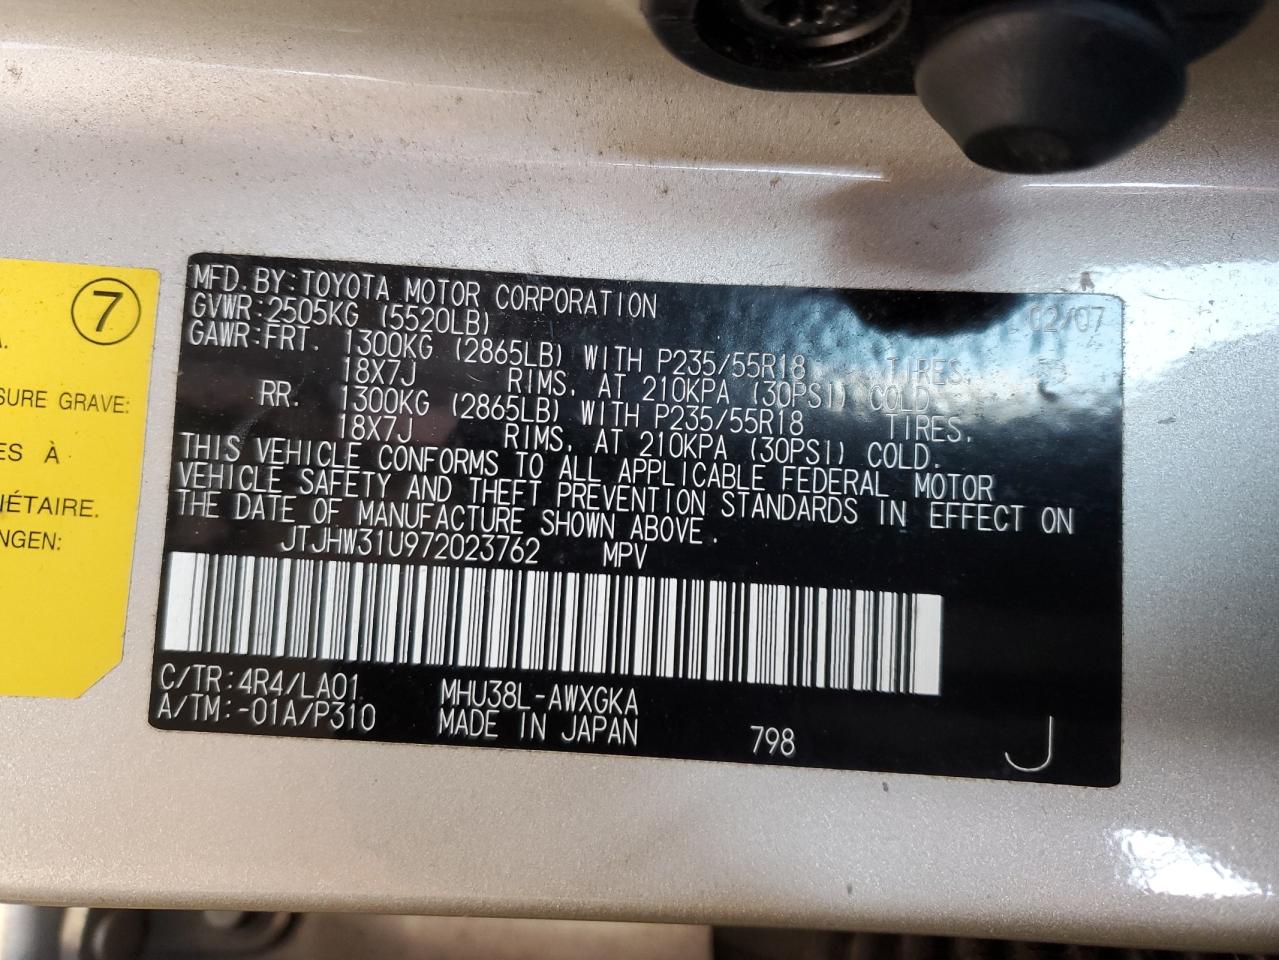 7
.
SURE GRAVE:
ES À
IÉTAIRE.
NGEN:
MFD. BY: TOYOTA MOTOR CORPORATION 02/07
GVWR: 2505KG (5520LB)
GAWR: FRT. 1300KG (2865LB) WITH P235/55R18 TIRES,
18X7J RIMS, AT 210KPA (30PSI) COLD.
RR. 1300KG (2865LB) WITH P235/55R18 TIRES,
18X7J RIMS, AT 210KPA (30PSI) COLD.
THIS VEHICLE CONFORMS TO ALL APPLICABLE FEDERAL MOTOR
VEHICLE SAFETY AND THEFT PREVENTION STANDARDS IN EFFECT ON
THE DATE OF MANUFACTURE SHOWN ABOVE.
JTJHW31U972023762 MPV
C/TR: 4R4/LA01 MHU38L-AWXGKA
A/TM: -01A/P310 MADE IN JAPAN 798 J